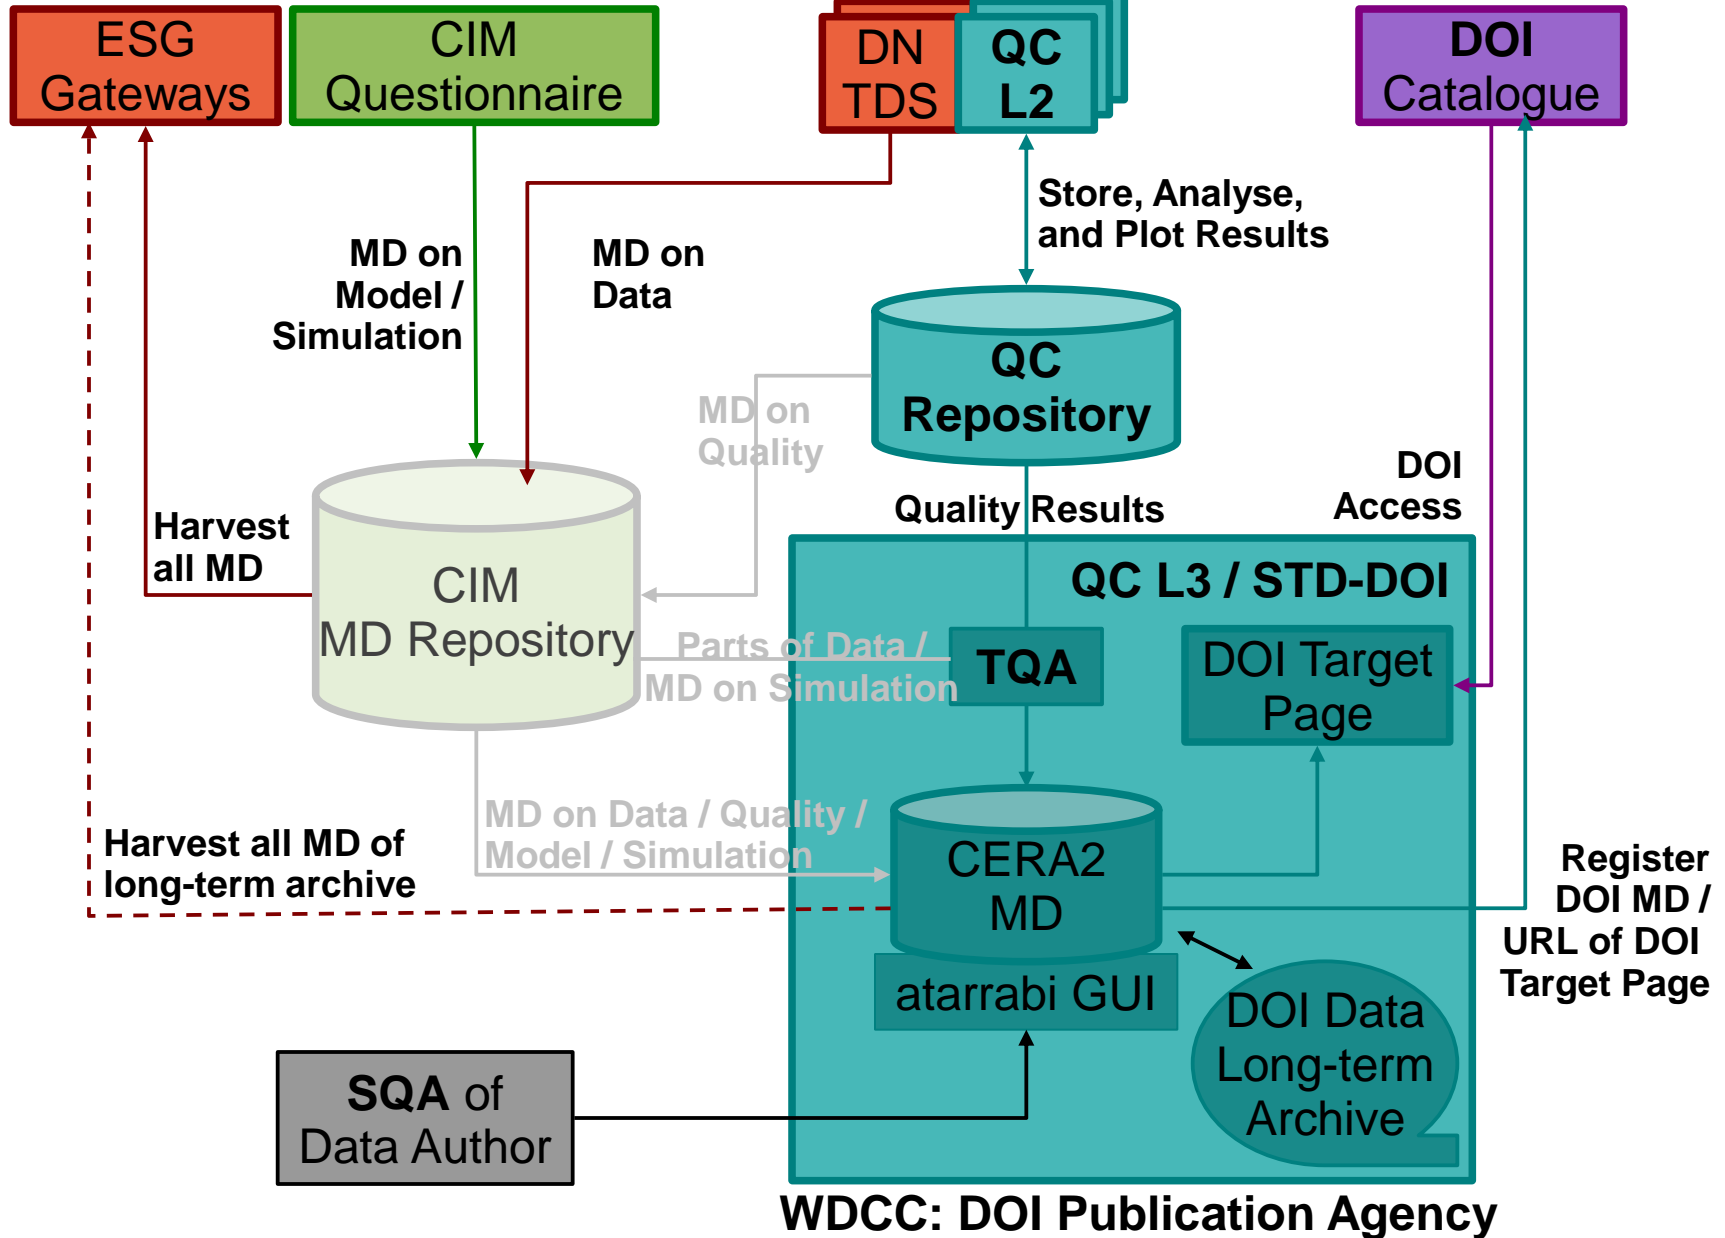 ESG
Gateways
CIM
Questionnaire
DN
TDS
QC
L2
DOI
Catalogue
Store, Analyse,
and Plot Results
MD on
Model /
Simulation
MD on
Data
QC
Repository
MD on
Quality
DOI
Access
Quality Results
Harvest
all MD
QC L3 / STD-DOI
CIM
MD Repository
Parts of Data /
MD on Simulation
TQA
DOI Target
Page
MD on Data / Quality /
Model / Simulation
Harvest all MD of
long-term archive
CERA2
MD
Register
DOI MD /
URL of DOI
Target Page
atarrabi GUI
DOI Data
Long-term
Archive
SQA of
Data Author
WDCC: DOI Publication Agency